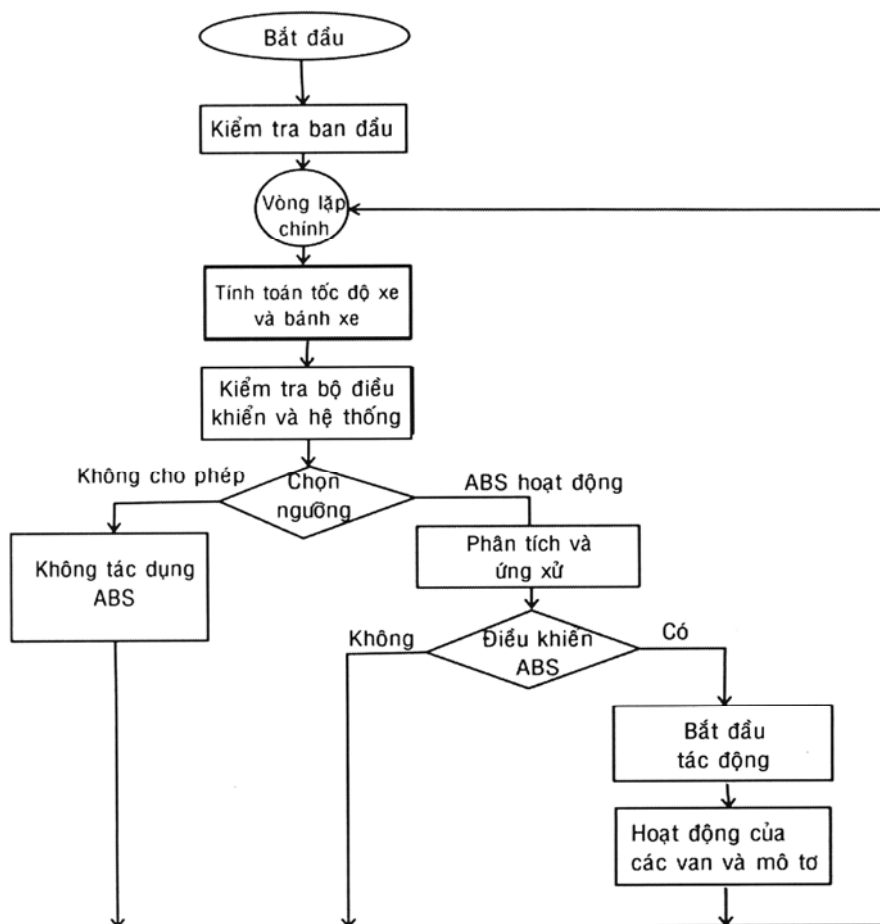 Bắt đầu
Kiểm tra ban đầu
Vòng lặp
chính
Tính toán tốc độ xe
và bánh xe
Kiểm tra bộ điều
khiển và hệ thống
Không cho phép
Chọn
ngưỡng
ABS hoạt động
Không tác dụng
ABS
Phân tích và
ứng xử
Không
Điều khiển
ABS
Có
Bắt đầu
tác động
Hoạt động của
các van và mô tơ